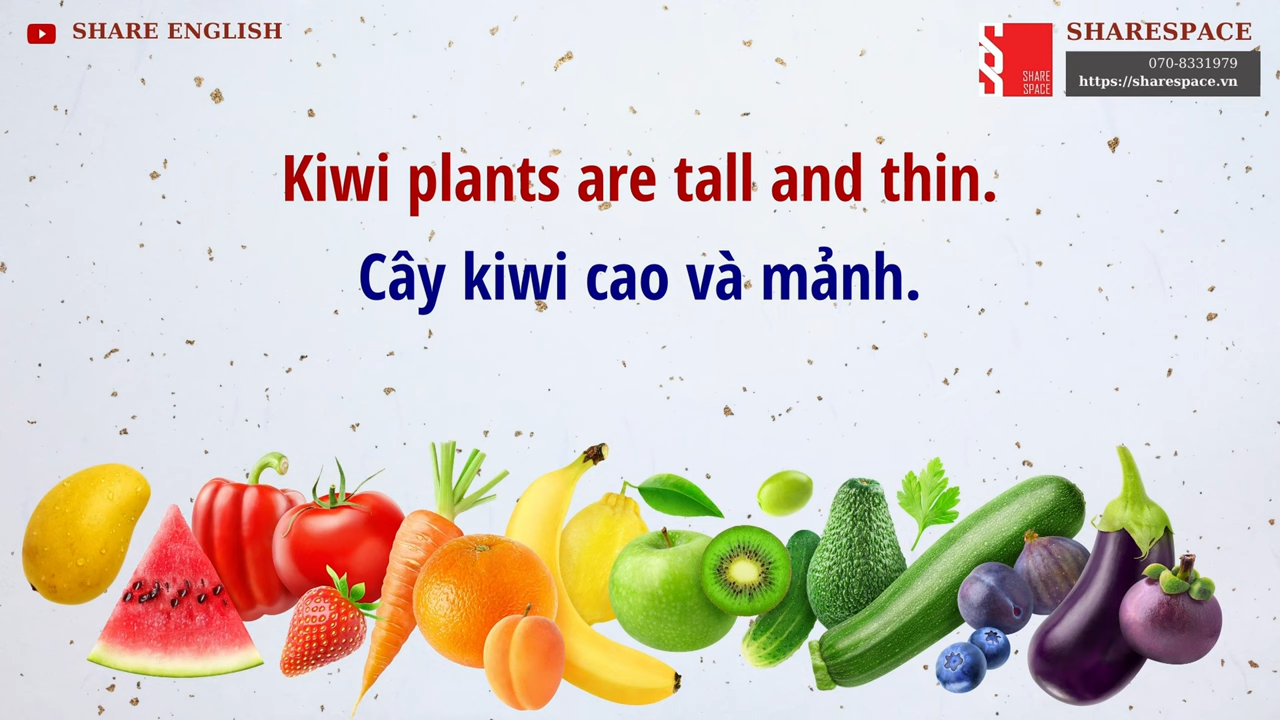 SHARE ENGLISH
SHARESPACE
SHARE
SPACE
070-8331979
https://sharespace.vn
Kiwi plants are tall and thin.
Cây kiwi cao và mảnh.